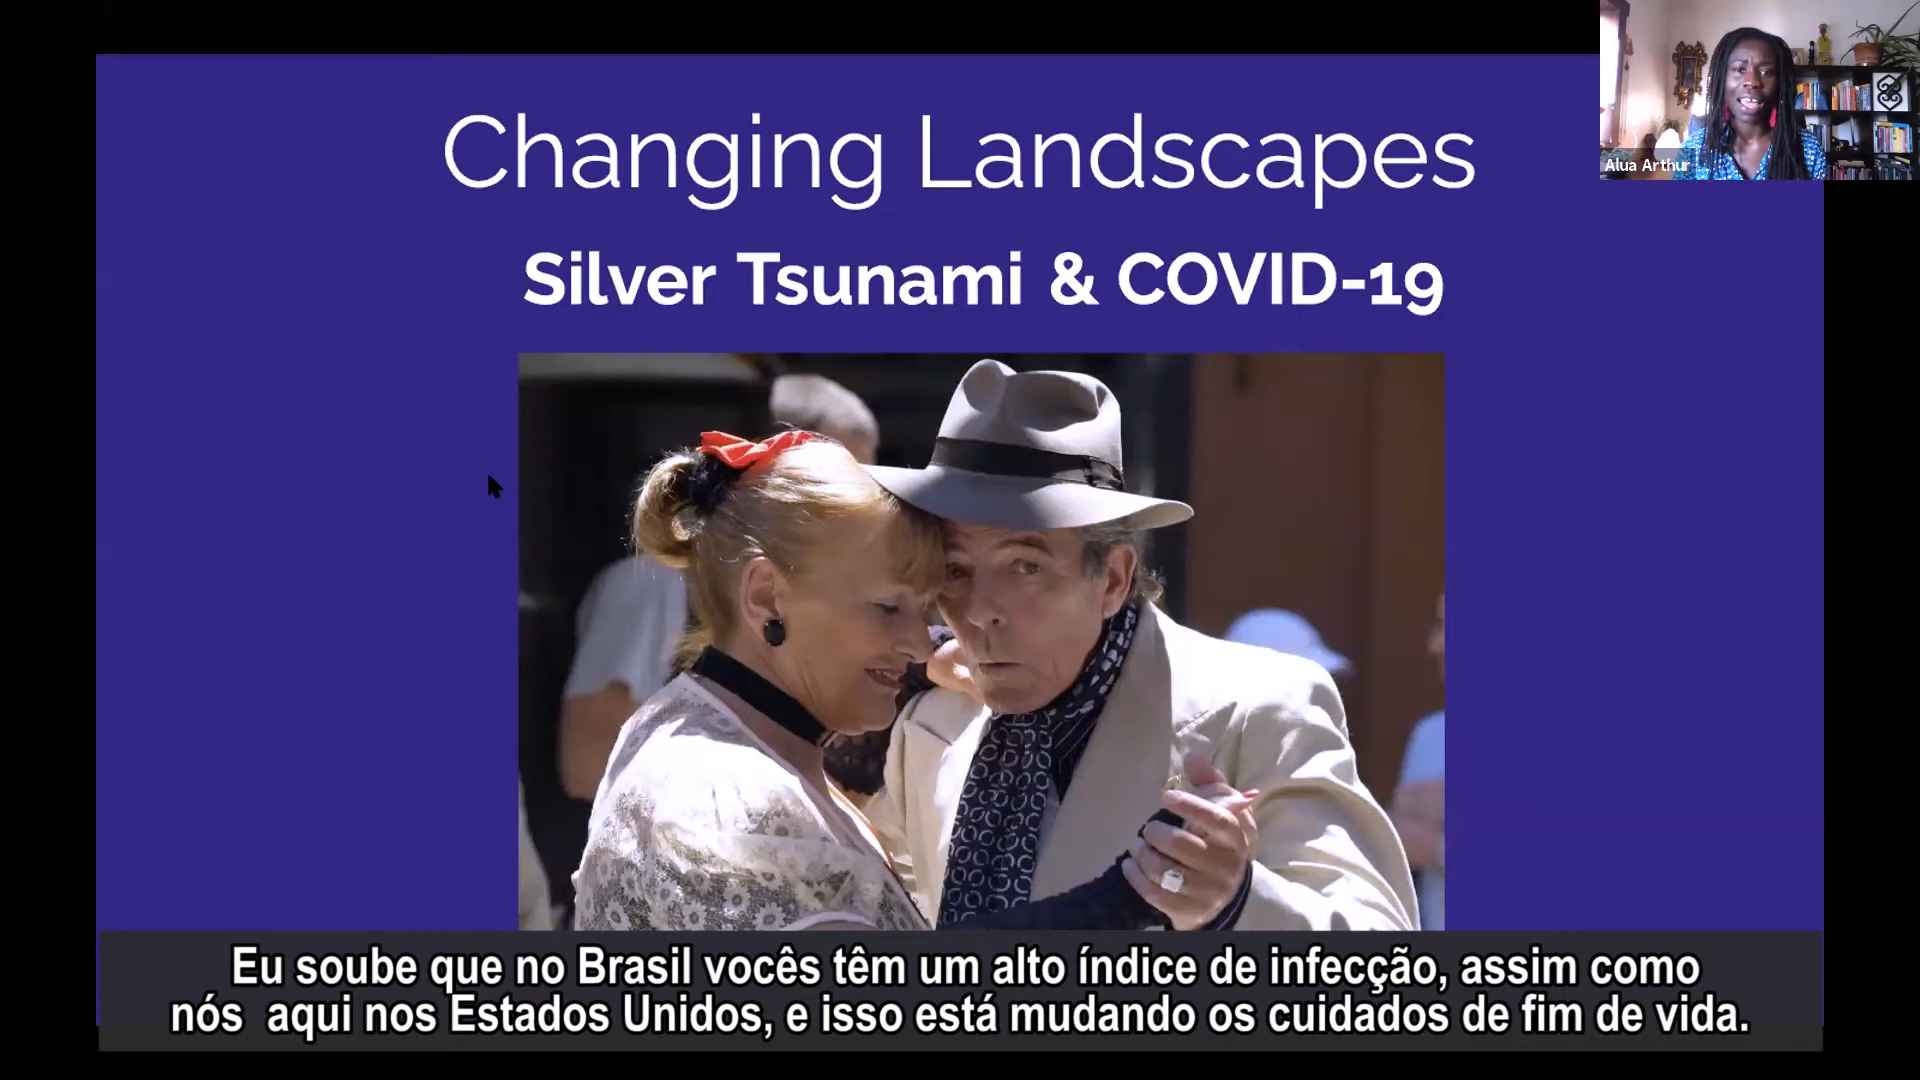 Changing Landscapes
Silver Tsunami & COVID-19
Alua Arthur
Eu soube que no Brasil vocês têm um alto índice de infecção, assim como
nós aqui nos Estados Unidos, e isso está mudando os cuidados de fim de vida.